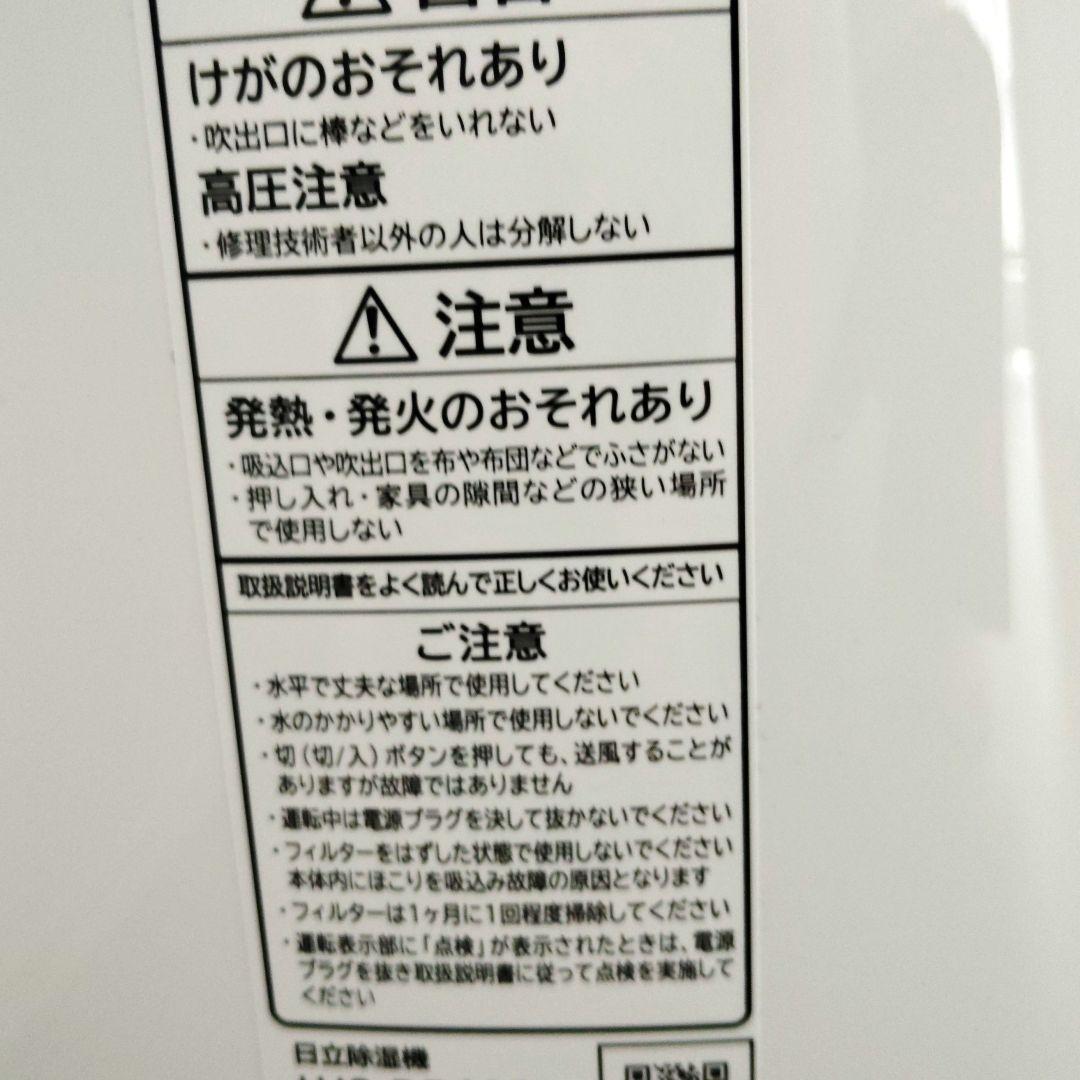 けがのおそれあり
・吹出口に棒などをいれない
高圧注意
・修理技術者以外の人は分解しない
注意
発熱・発火のおそれあり
・吸込口や吹出口を布や布団などでふさがない
・押し入れ・家具の隙間などの狭い場所
で使用しない
取扱説明書をよく読んで正しくお使いください
ご注意
・水平で丈夫な場所で使用してください
・水のかかりやすい場所で使用しないでください
・切(切/入)ボタンを押しても、送風することが
ありますが故障ではありません
・運転中は電源プラグを決して抜かないでください
・フィルターをはずした状態で使用しないでください
本体内にほこりを吸込み故障の原因となります
・フィルターは1ヶ月に1回程度掃除してください
・運転表示部に「点検」が表示されたときは、電源
プラグを抜き取扱説明書に従って点検を実施して
ください
日立除湿機